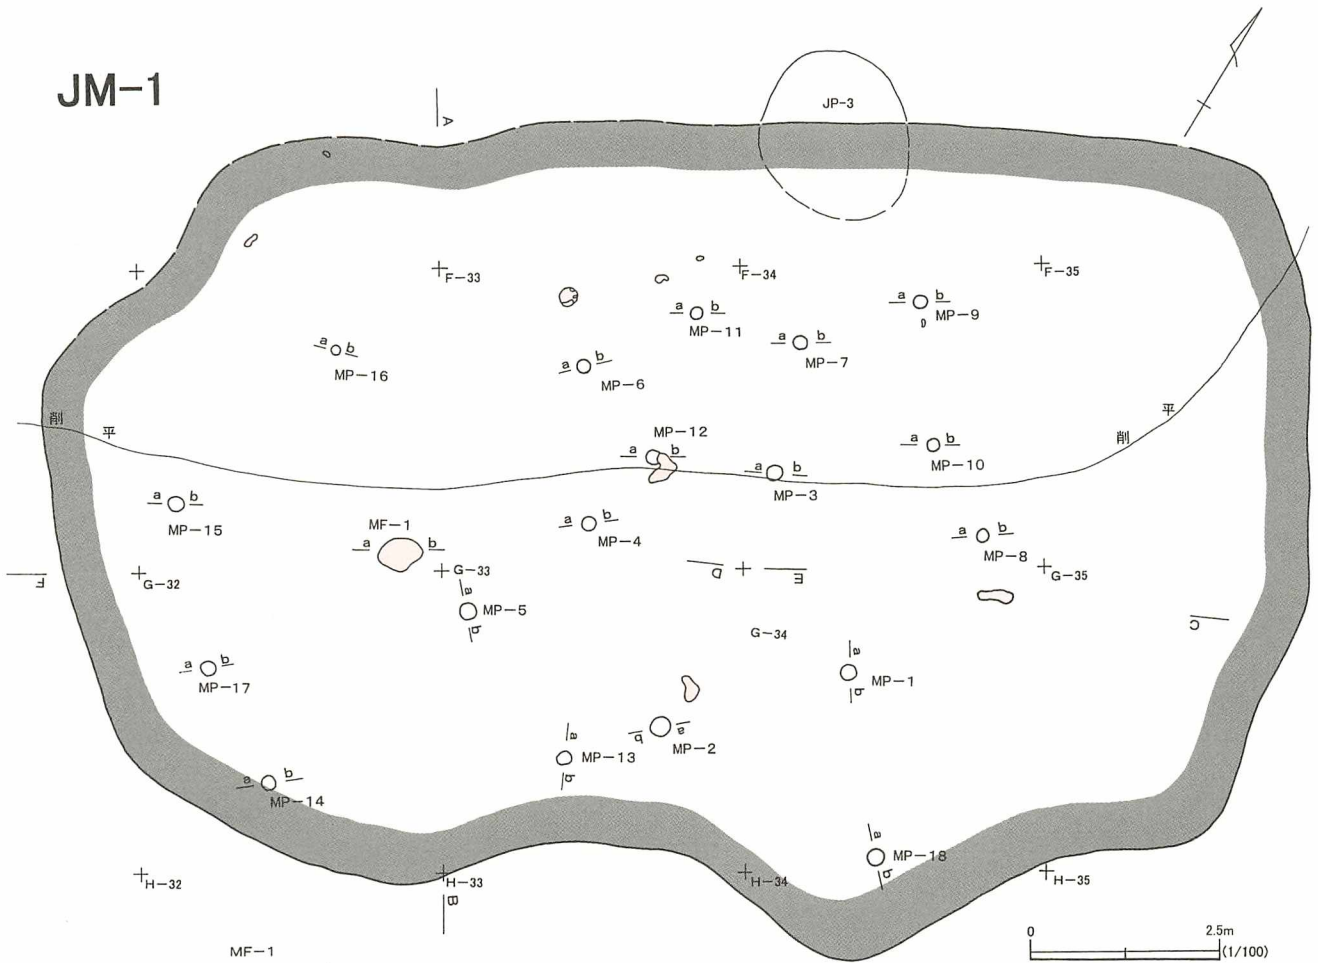 JM-1
A
JP-3
F-33
F-34
F-35
a b
MP-11
a b
MP-9
a b
MP-7
a b
MP-16
a b
MP-6
削 平
平
削
MP-12
a b
a b
MP-10
a b
MP-3
a b
MP-15
MF-1
a b
a b
MP-4
a b
MP-8
F
G-32
G-33
D
E
G-35
a
MP-5
b
C
G-34
a
MP-1
b
a b
MP-17
a
MP-13
b
b a
MP-2
a b
MP-14
a
MP-18
b
H-32
H-33
H-34
H-35
B
MF-1
0 2.5m
(1/100)